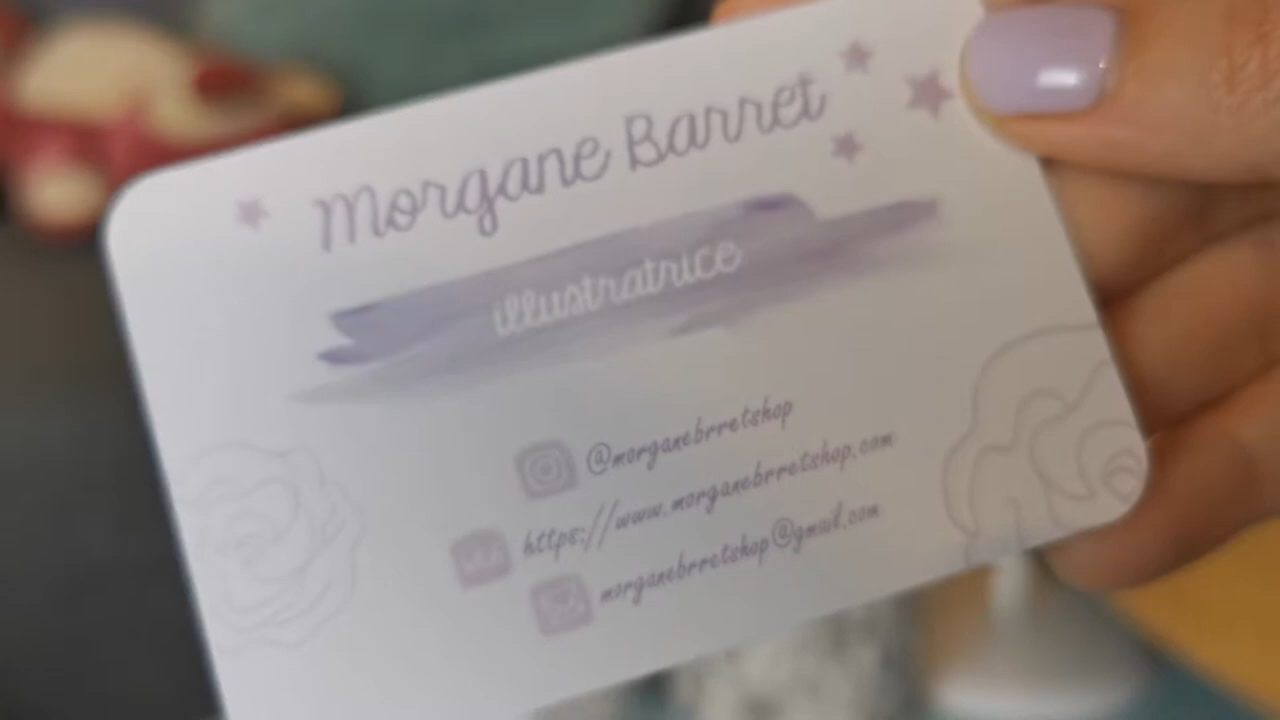 Morgane Barret
illustratrice
@morganebrretshop
https://www.morganebrretshop.com
morganebrretshop@gmail.com